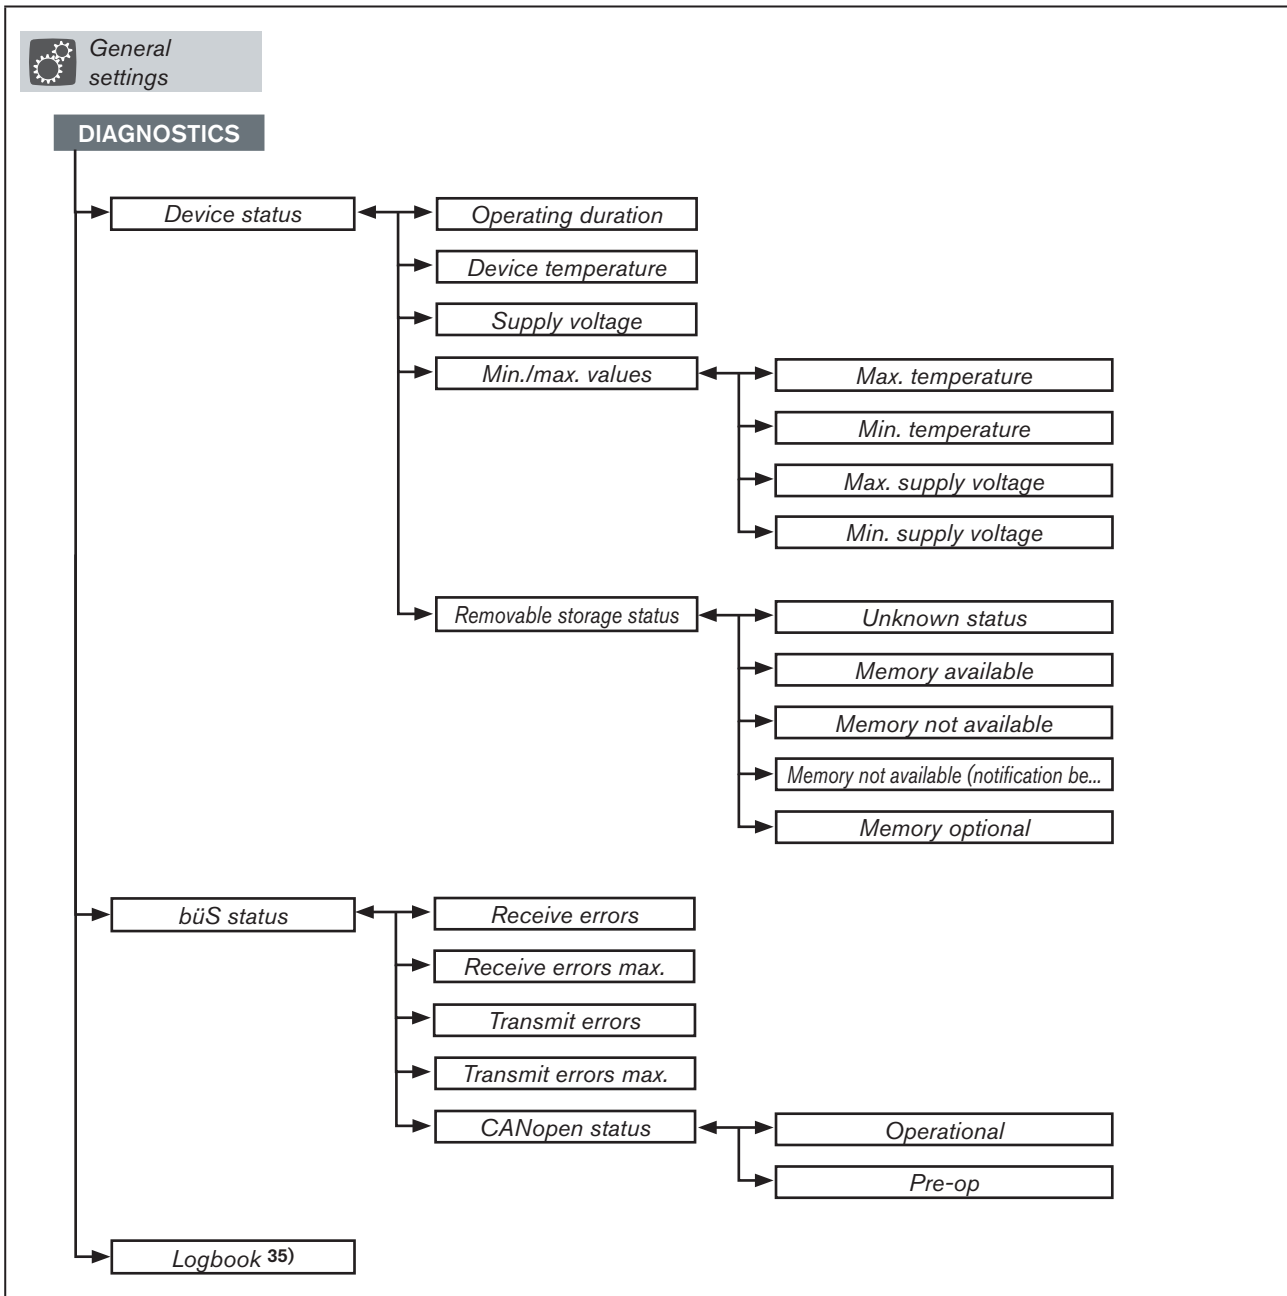 General
settings
DIAGNOSTICS
Device status
Operating duration
Device temperature
Supply voltage
Min./max. values
Max. temperature
Min. temperature
Max. supply voltage
Min. supply voltage
Removable storage status
Unknown status
Memory available
Memory not available
Memory not available (notification be...
Memory optional
büS status
Receive errors
Receive errors max.
Transmit errors
Transmit errors max.
CANopen status
Operational
Pre-op
Logbook 35)